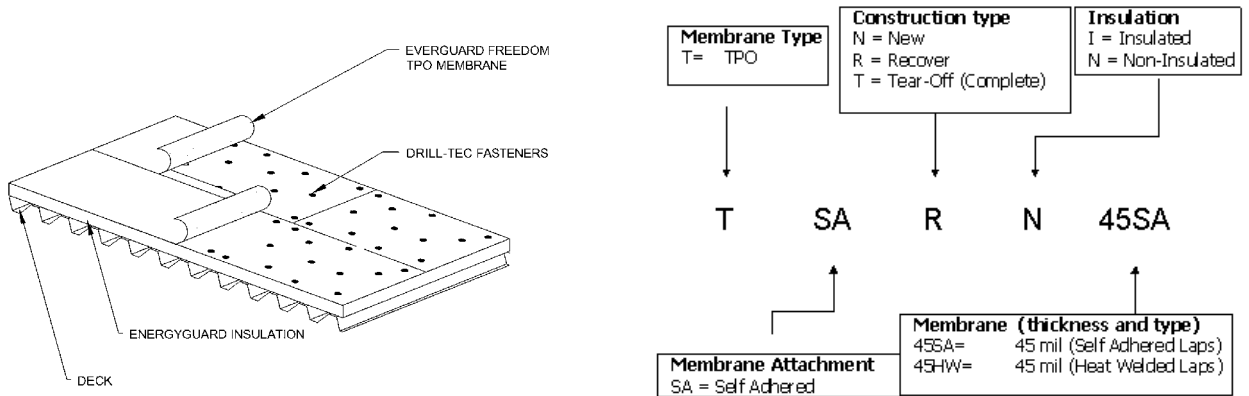 EVERGUARD FREEDOM
TPO MEMBRANE
DRILL-TEC FASTENERS
ENERGYGUARD INSULATION
DECK
Membrane Type
T= TPO
Construction type
N = New
R = Recover
T = Tear-Off (Complete)
Insulation
I = Insulated
N = Non-Insulated
T SA R N 45SA
Membrane Attachment
SA = Self Adhered
Membrane (thickness and type)
45SA= 45 mil (Self Adhered Laps)
45HW= 45 mil (Heat Welded Laps)